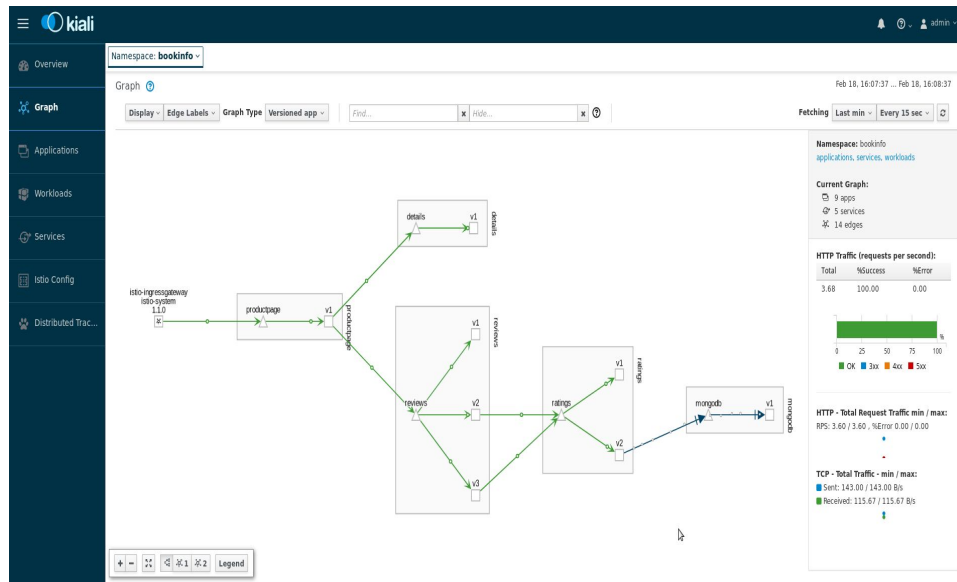 kiali
admin
Overview
Graph
Applications
Workloads
Services
Istio Config
Distributed Trac...
Namespace: bookinfo
Graph
Feb 18, 16:07:37 ... Feb 18, 16:08:37
Display Edge Labels Graph Type Versioned app Find... x Hide... x
Fetching Last min Every 15 sec
istio-ingressgateway
istio-system
1.1.0
productpage
v1
productpage
details
v1
details
reviews
v1
v2
v3
reviews
ratings
v1
v2
ratings
mongodb
v1
mongodb
+ - 1 2 Legend
Namespace: bookinfo
applications, services, workloads
Current Graph:
9 apps
5 services
14 edges
HTTP Traffic (requests per second):
Total %Success %Error
3.68 100.00 0.00
%
0 25 50 75 100
OK 3xx 4xx 5xx
HTTP - Total Request Traffic min / max:
RPS: 3.60 / 3.60 , %Error 0.00 / 0.00
TCP - Total Traffic - min / max:
Sent: 143.00 / 143.00 B/s
Received: 115.67 / 115.67 B/s